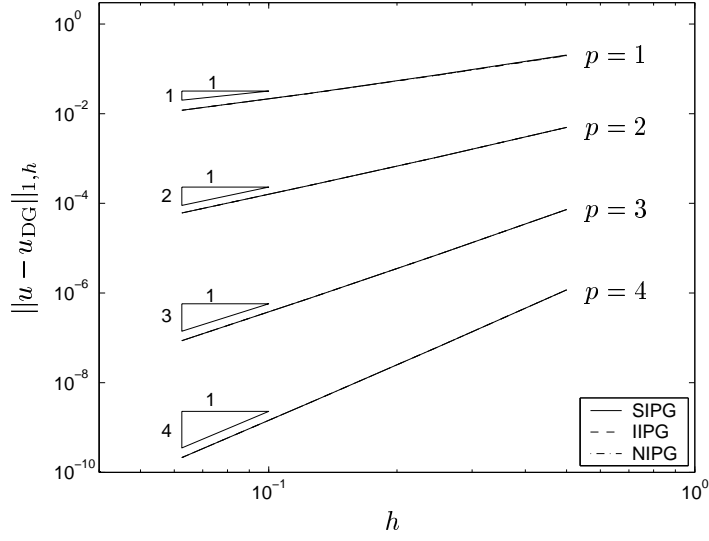 10^0
10^−2
10^−4
10^−6
10^−8
10^−10
||u − u_DG||_{1,h}
1
1
p = 1
1
2
p = 2
1
3
p = 3
1
4
p = 4
SIPG
IIPG
NIPG
10^−1
10^0
h